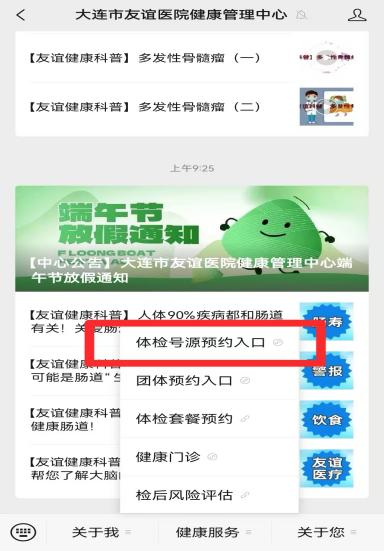 大连市友谊医院健康管理中心
【友谊健康科普】多发性骨髓瘤（一）
【友谊健康科普】多发性骨髓瘤（二）
上午9:25
端午节
放假通知
【中心公告】大连市友谊医院健康管理中心端
午节放假通知
【友谊健康科普】人体90%疾病都和肠道
有关！关爱肠
体检号源预约入口
【友谊健康科普
可能是肠道“生
警报
团体预约入口
【友谊健康科普
健康肠道！
饮食
体检套餐预约
健康门诊
【友谊健康科普
帮您了解大脑
友谊
医疗
检后风险评估
关于我
健康服务
关于您